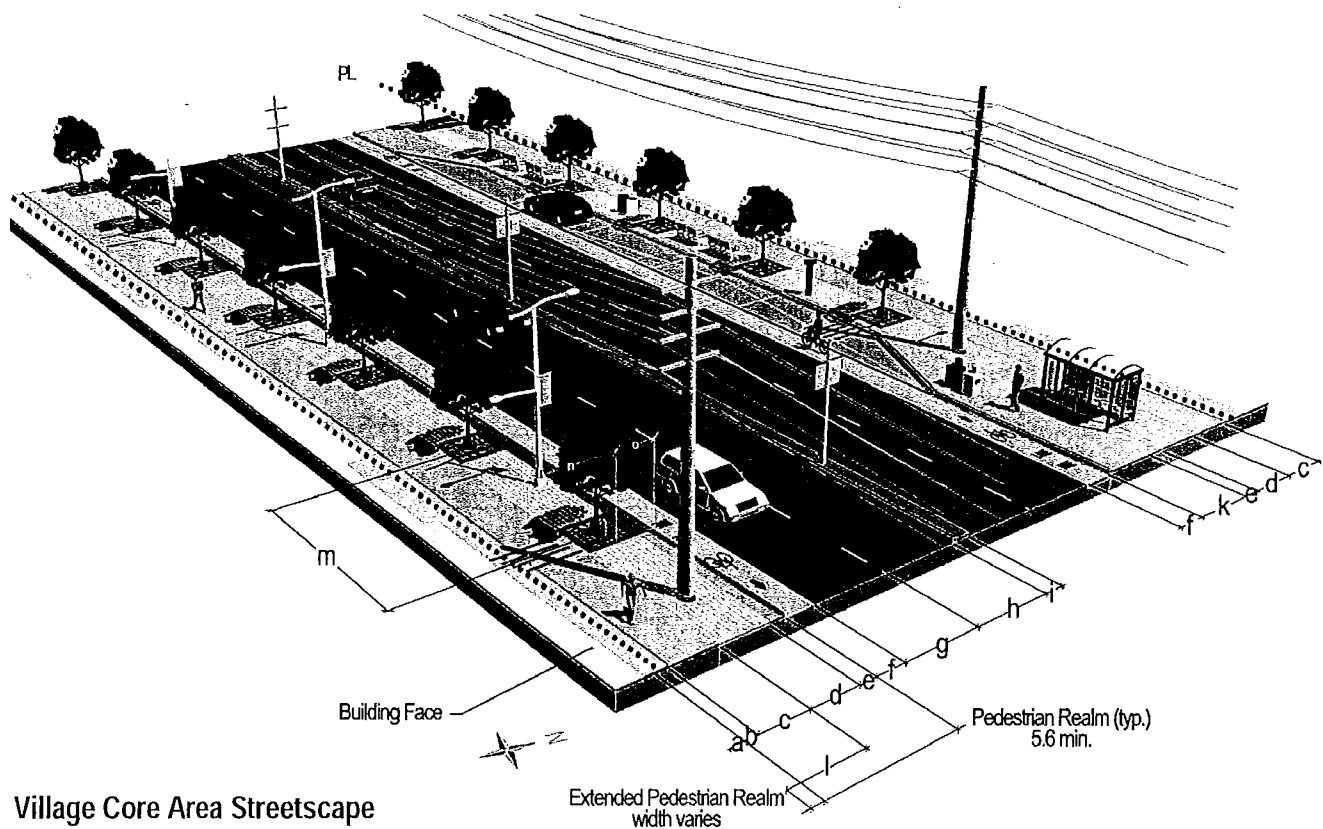 PL
c
d
e
k
f
i
h
g
f
e
d
c
b
a
l
m
Building Face
N
Pedestrian Realm (typ.)
5.6 min.
Extended Pedestrian Realm
width varies
Village Core Area Streetscape